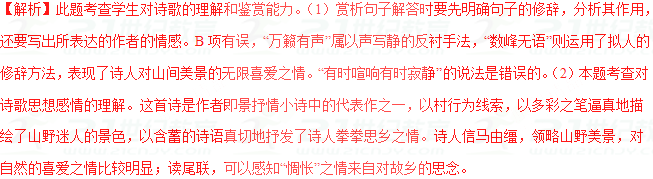 【解析】此题考查学生对诗歌的理解和鉴赏能力。（1）赏析句子解答时要先明确句子的修辞，分析其作用，
还要写出所表达的作者的情感。B 项有误，“万籁有声”属以声写静的反衬手法，“数峰无语”则运用了拟人的
修辞方法，表现了诗人对山间美景的无限喜爱之情。“有时喧响有时寂静”的说法是错误的。（2）本题考查对
诗歌思想感情的理解。这首诗是作者即景抒情小诗中的代表作之一，以村行为线索，以多彩之笔逼真地描
绘了山野迷人的景色，以含蓄的诗语真切地抒发了诗人拳拳思乡之情。诗人信马由缰，领略山野美景，对
自然的喜爱之情比较明显；读尾联，可以感知“惆怅”之情来自对故乡的思念。